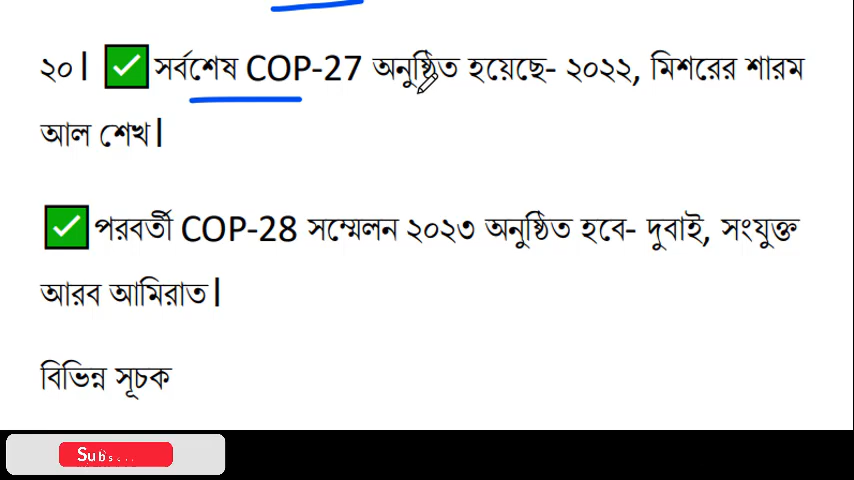 ২০। ✅ সর্বশেষ COP-27 অনুষ্ঠিত হয়েছে- ২০২২, মিশরের শারম
আল শেখ।
✅ পরবর্তী COP-28 সম্মেলন ২০২৩ অনুষ্ঠিত হবে- দুবাই, সংযুক্ত
আরব আমিরাত।
বিভিন্ন সূচক
Subs...